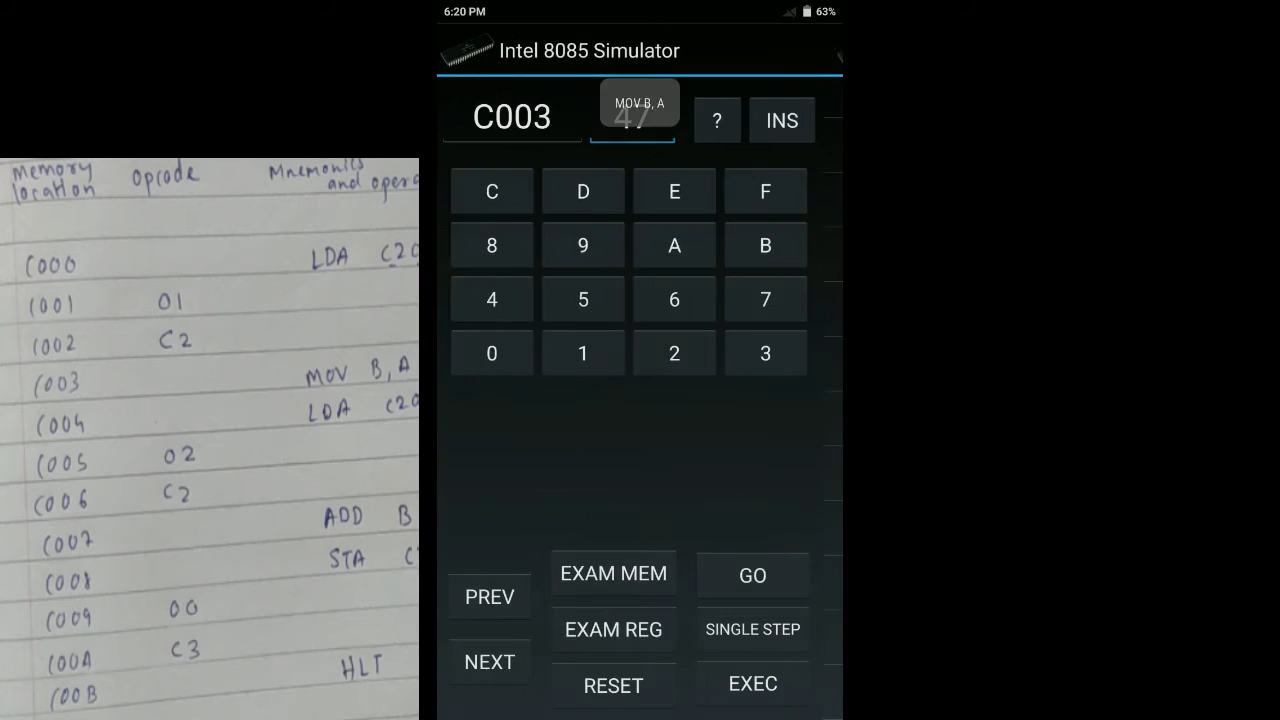 memory location opcode Mnemonics and opera
C000 LDA C20
C001 01
C002 C2
C003 MOV B, A
C004 LDA C20
C005 02
C006 C2
C007 ADD B
C008 STA C
C009 00
C00A C3
C00B HLT
6:20 PM 63%
Intel 8085 Simulator
MOV B, A
C003 47 ? INS
C D E F
8 9 A B
4 5 6 7
0 1 2 3
EXAM MEM GO
PREV
EXAM REG SINGLE STEP
NEXT
RESET EXEC